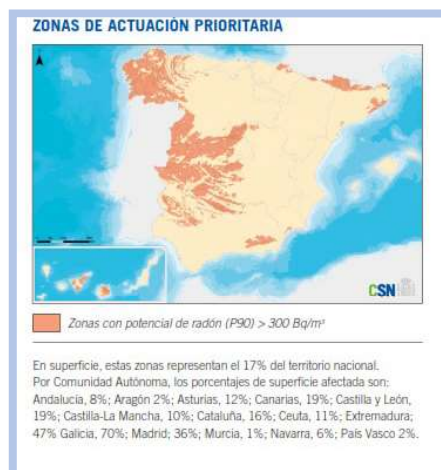 ZONAS DE ACTUACIÓN PRIORITARIA
CSN
Zonas con potencial de radón (P90) > 300 Bq/m³
En superficie, estas zonas representan el 17% del territorio nacional.
Por Comunidad Autónoma, los porcentajes de superficie afectada son:
Andalucía, 8%; Aragón 2%; Asturias, 12%; Canarias, 19%; Castilla y León,
19%; Castilla-La Mancha, 10%; Cataluña, 16%; Ceuta, 11%; Extremadura;
47% Galicia, 70%; Madrid; 36%; Murcia, 1%; Navarra, 6%; País Vasco 2%.